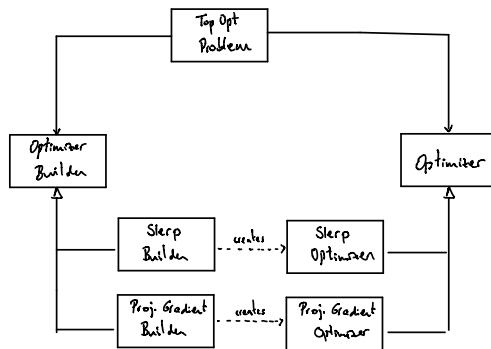 Top Opt
Problem
Optimizer
Builder
Optimizer
Slerp
Builder
creates
Slerp
Optimizer
Proj. Gradient
Builder
creates
Proj. Gradient
Optimizer